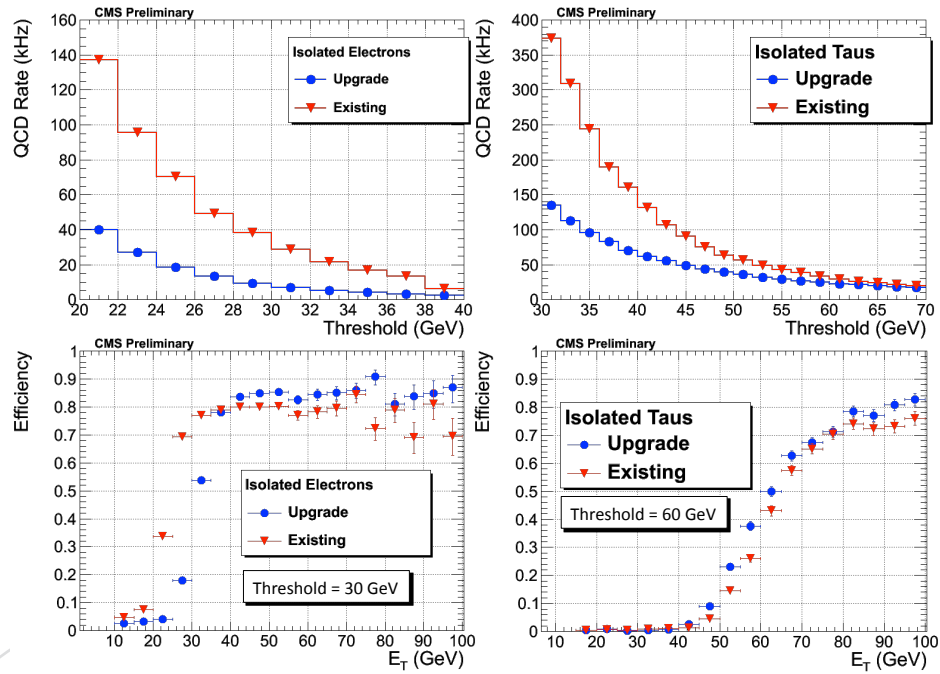 CMS Preliminary
QCD Rate (kHz)
160
140
120
100
80
60
40
20
0
Isolated Electrons
Upgrade
Existing
20 22 24 26 28 30 32 34 36 38 40
Threshold (GeV)
CMS Preliminary
QCD Rate (kHz)
400
350
300
250
200
150
100
50
0
Isolated Taus
Upgrade
Existing
30 35 40 45 50 55 60 65 70
Threshold (GeV)
CMS Preliminary
Efficiency
1
0.9
0.8
0.7
0.6
0.5
0.4
0.3
0.2
0.1
0
Isolated Electrons
Upgrade
Existing
Threshold = 30 GeV
10 20 30 40 50 60 70 80 90 100
E_T (GeV)
CMS Preliminary
Efficiency
1
0.9
0.8
0.7
0.6
0.5
0.4
0.3
0.2
0.1
0
Isolated Taus
Upgrade
Existing
Threshold = 60 GeV
10 20 30 40 50 60 70 80 90 100
E_T (GeV)